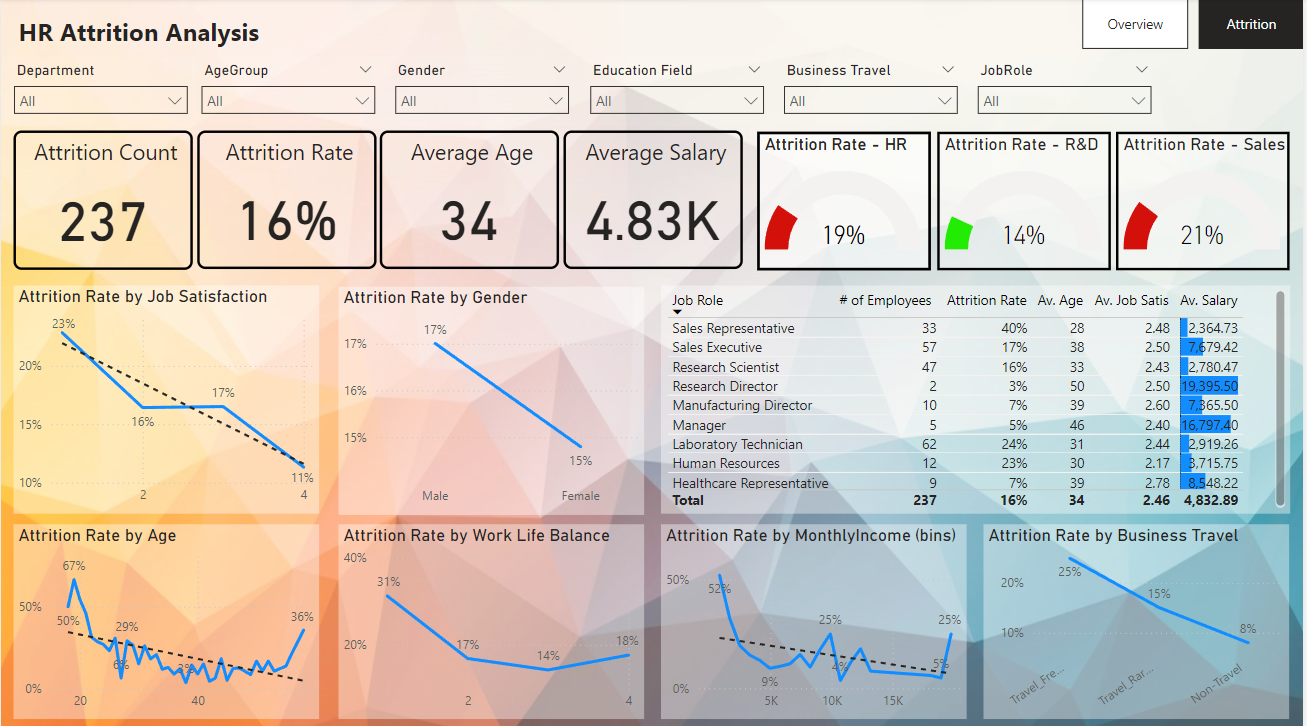 HR Attrition Analysis
Overview
Attrition
Department
AgeGroup
Gender
Education Field
Business Travel
JobRole
All
All
All
All
All
All
Attrition Count
237
Attrition Rate
16%
Average Age
34
Average Salary
4.83K
Attrition Rate - HR
19%
Attrition Rate - R&D
14%
Attrition Rate - Sales
21%
Attrition Rate by Job Satisfaction
20%
15%
10%
23%
16%
17%
11%
2
4
Attrition Rate by Gender
17%
16%
15%
17%
15%
Male
Female
Job Role # of Employees Attrition Rate Av. Age Av. Job Satis Av. Salary
Sales Representative 33 40% 28 2.48 2,364.73
Sales Executive 57 17% 38 2.50 7,679.42
Research Scientist 47 16% 33 2.43 2,780.47
Research Director 2 3% 50 2.50 19,395.50
Manufacturing Director 10 7% 39 2.60 7,365.50
Manager 5 5% 46 2.40 16,797.40
Laboratory Technician 62 24% 31 2.44 2,919.26
Human Resources 12 23% 30 2.17 3,715.75
Healthcare Representative 9 7% 39 2.78 8,548.22
Total 237 16% 34 2.46 4,832.89
Attrition Rate by Age
50%
0%
67%
50%
29%
6%
3%
36%
20
40
Attrition Rate by Work Life Balance
40%
20%
31%
17%
14%
18%
2
4
Attrition Rate by MonthlyIncome (bins)
50%
0%
52%
9%
25%
4%
5%
25%
5K
10K
15K
Attrition Rate by Business Travel
20%
10%
25%
15%
8%
Travel_Fre...
Travel_Rar...
Non-Travel